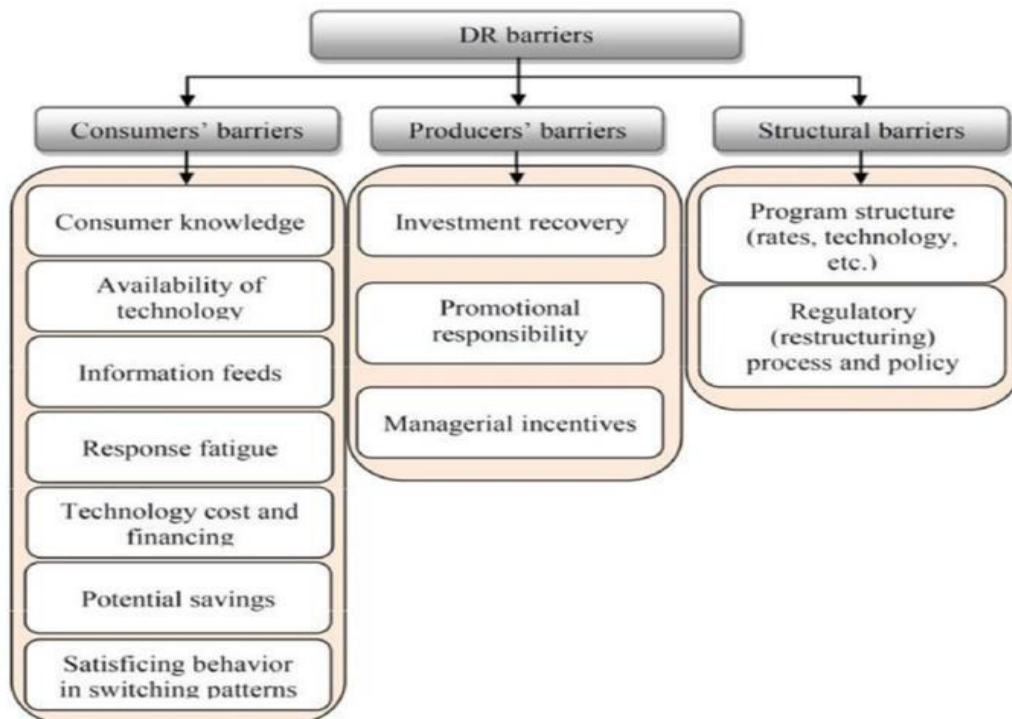 DR barriers
Consumers' barriers
Consumer knowledge
Availability of
technology
Information feeds
Response fatigue
Technology cost and
financing
Potential savings
Satisficing behavior
in switching patterns
Producers' barriers
Investment recovery
Promotional
responsibility
Managerial incentives
Structural barriers
Program structure
(rates, technology,
etc.)
Regulatory
(restructuring)
process and policy